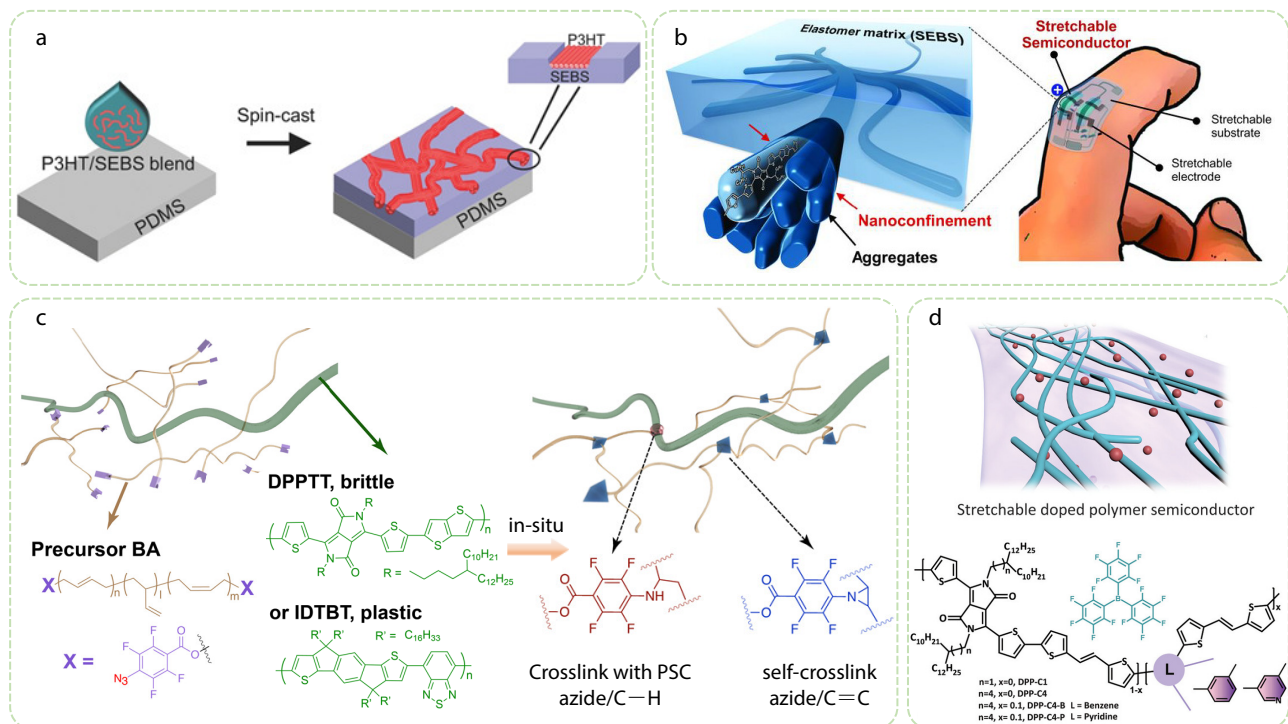 a
P3HT
SEBS
Spin-cast
P3HT/SEBS blend
PDMS
PDMS
b
Elastomer matrix (SEBS)
Stretchable
Semiconductor
+
Stretchable
substrate
Stretchable
electrode
Nanoconfinement
Aggregates
c
DPPTT, brittle
R
N
O
S
S
S
n
O
N
R
S
C10H21
R =
C12H25
Precursor BA
X
n
l
m
X
X =
F
F
O
O
N3
F
F
or IDTBT, plastic
R' R'
R' = C16H33
S
S
n
R' R'
N N
S
in-situ
F
F
O
O
NH
F
F
Crosslink with PSC
azide/C−H
F
F
O
O
N
F
F
self-crosslink
azide/C=C
d
Stretchable doped polymer semiconductor
C12H25
n
C10H21
S
N
O
O
N
S
C10H21
n
C12H25
S
S
S
1-x
B
F
L
S
S
x
N
n=1, x=0, DPP-C1
n=4, x=0, DPP-C4
n=4, x= 0.1, DPP-C4-B L = Benzene
n=4, x= 0.1, DPP-C4-P L = Pyridine